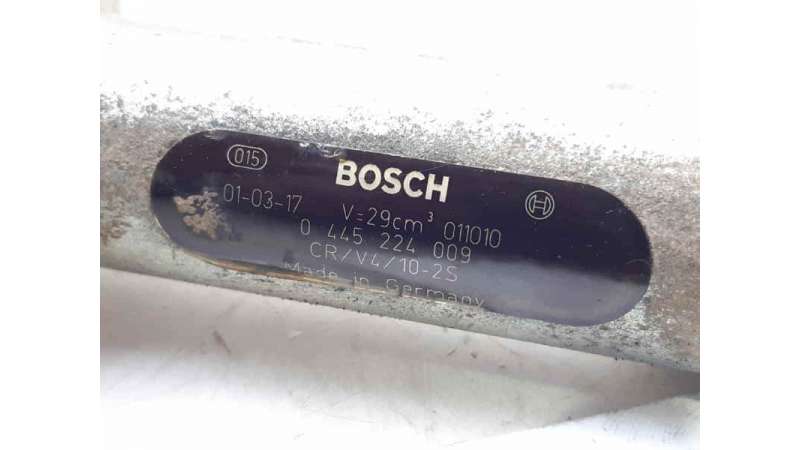 015
BOSCH
01-03-17 V=29cm³ 011010
0 445 224 009
CR/V4/10-2S
Made in Germany